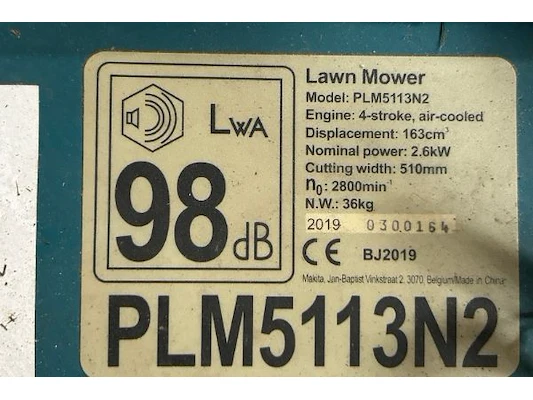 LWA
98 dB
Lawn Mower
Model: PLM5113N2
Engine: 4-stroke, air-cooled
Displacement: 163cm³
Nominal power: 2.6kW
Cutting width: 510mm
n₀: 2800min⁻¹
N.W.: 36kg
2019 0300164
CE BJ2019
Makita, Jan-Baptist Vinkstraat 2, 3070, Belgium/Made in China
PLM5113N2